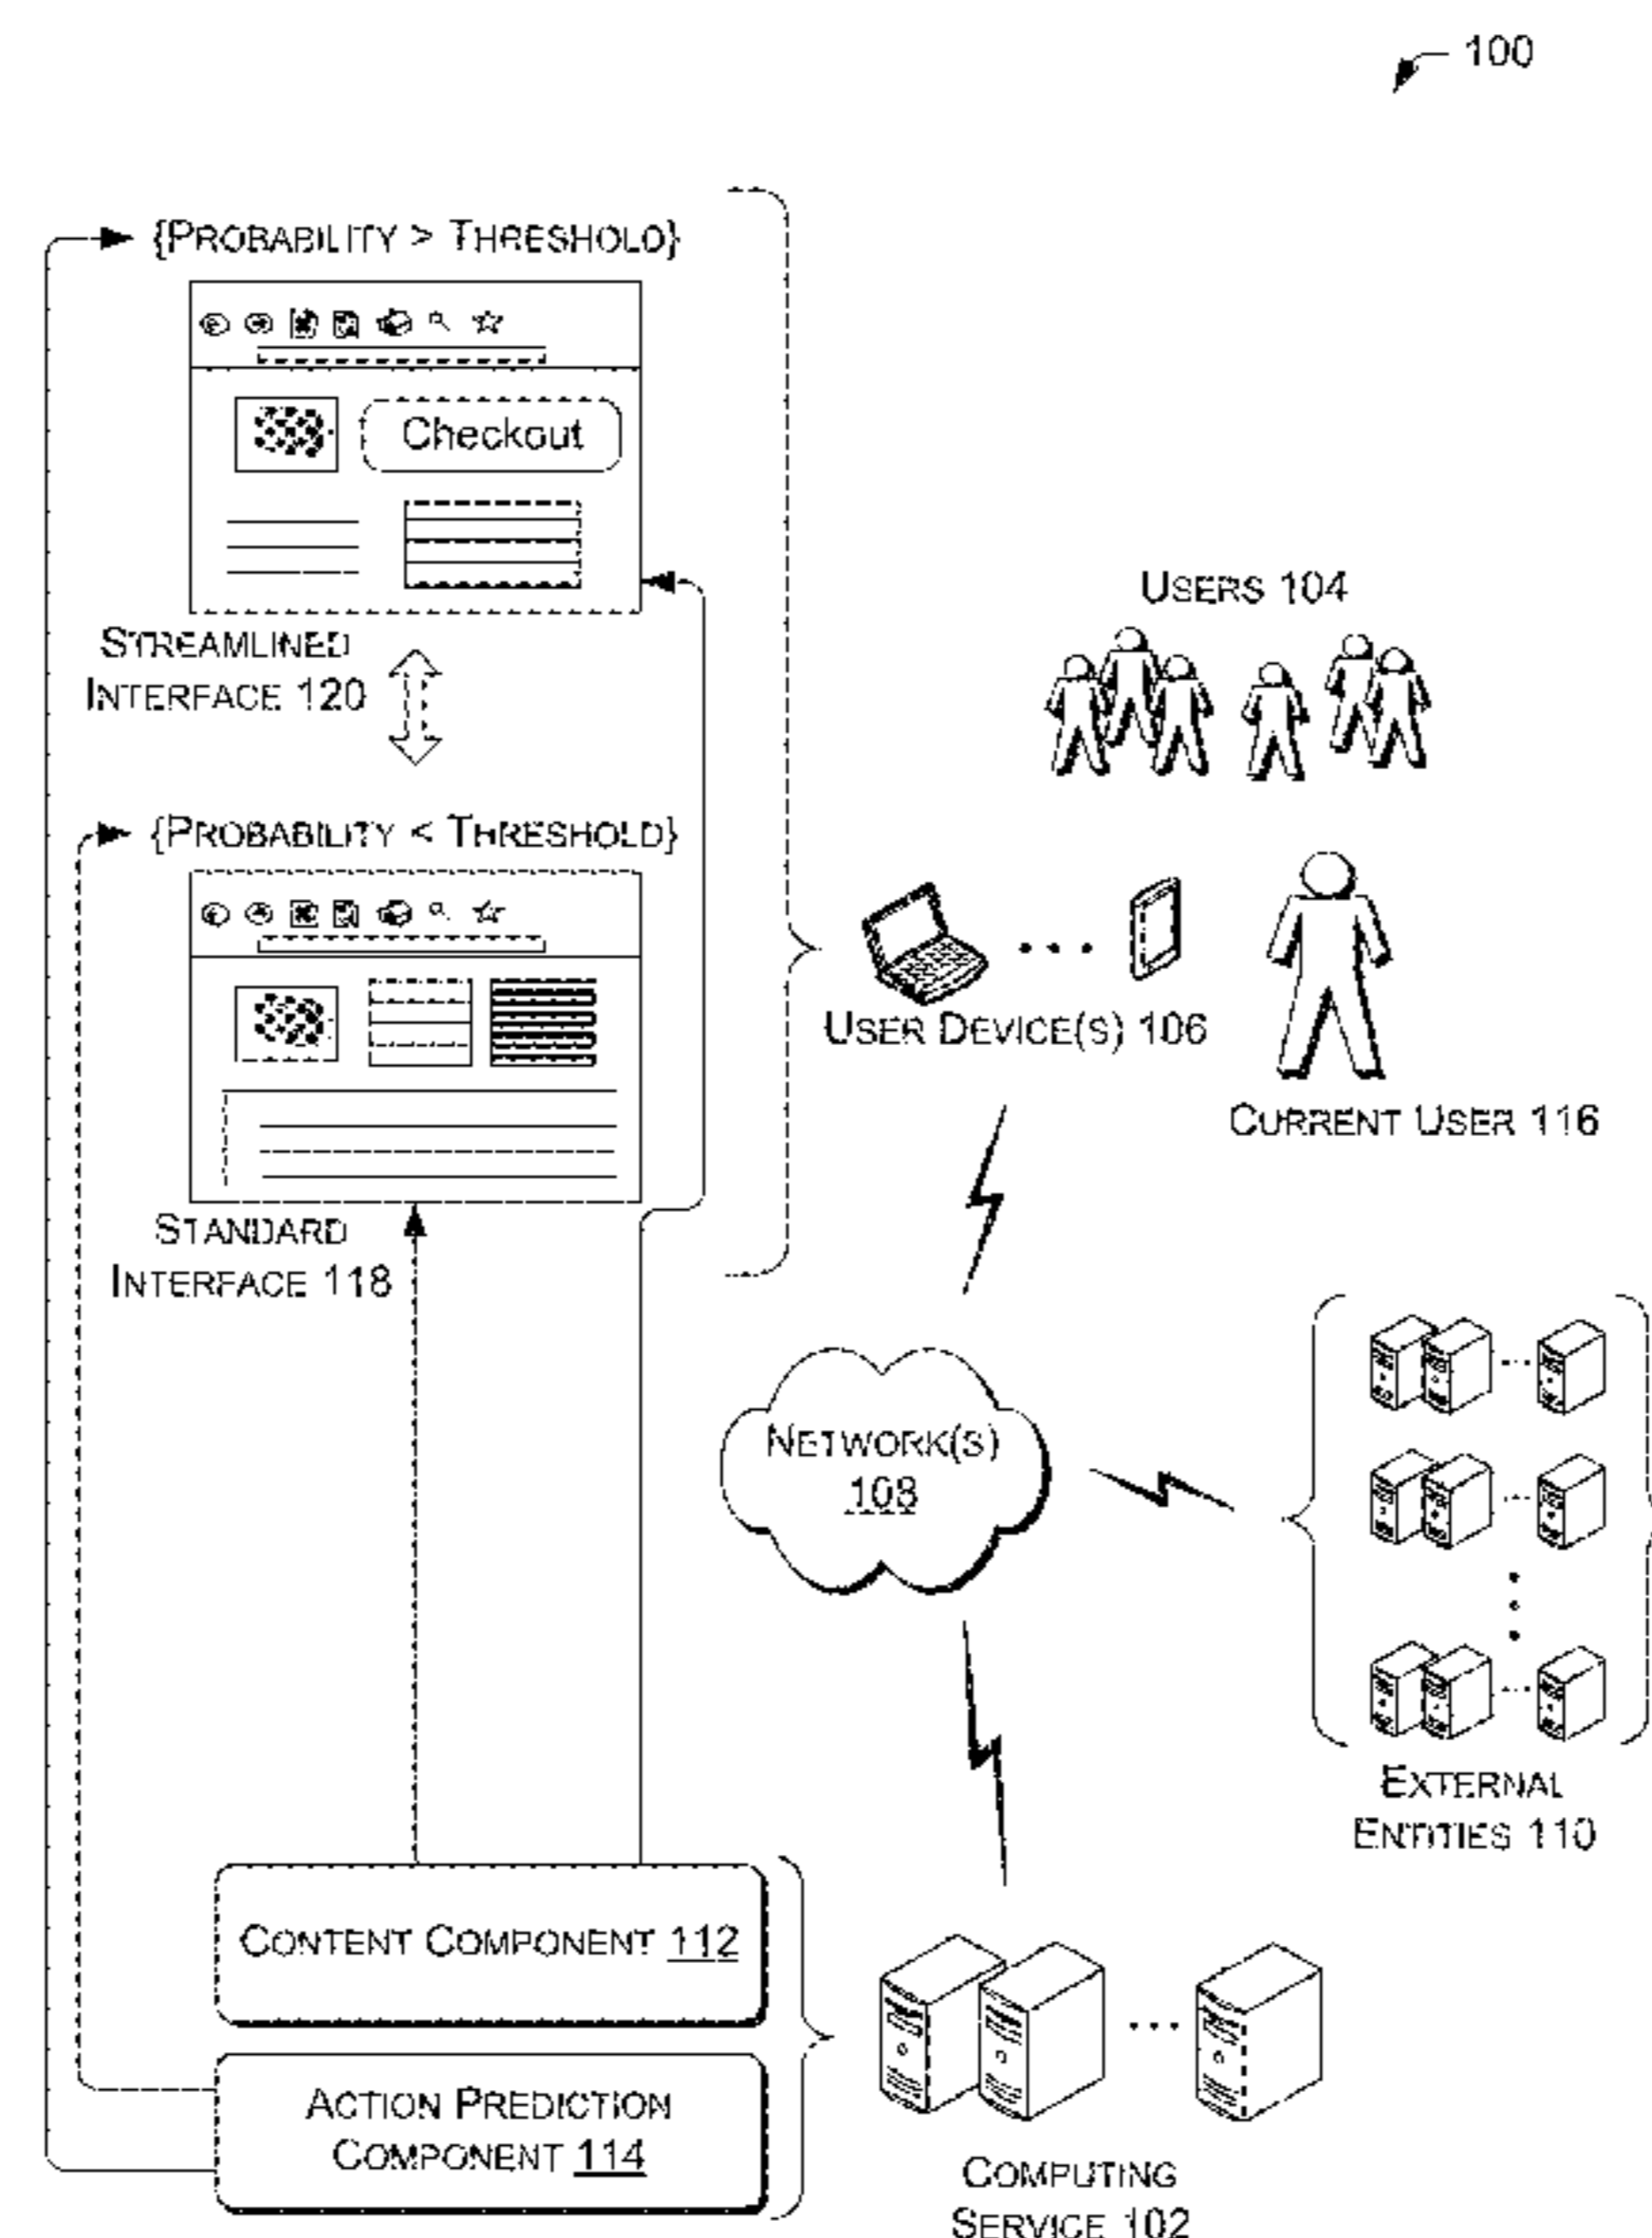 100
{PROBABILITY > THRESHOLD}
Checkout
STREAMLINED
INTERFACE 120
{PROBABILITY < THRESHOLD}
STANDARD
INTERFACE 118
USERS 104
USER DEVICE(S) 106
CURRENT USER 116
NETWORK(S)
108
EXTERNAL
ENTITIES 110
CONTENT COMPONENT 112
ACTION PREDICTION
COMPONENT 114
COMPUTING
SERVICE 102